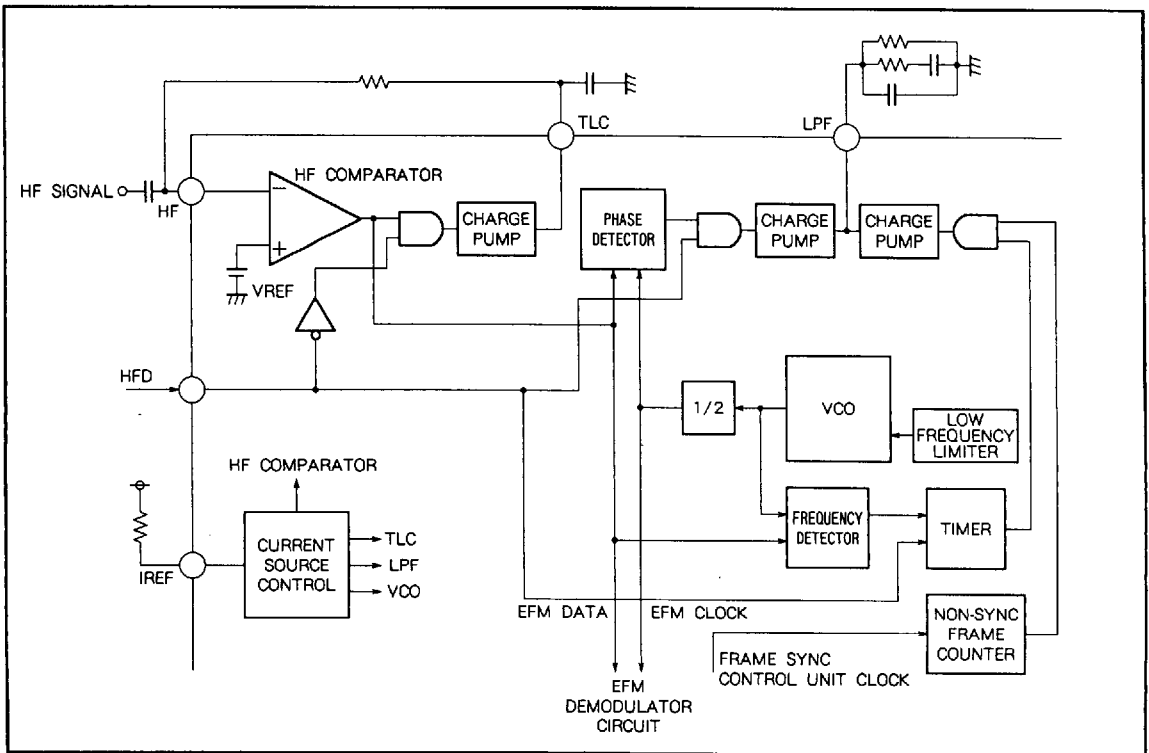 TLC
LPF
HF SIGNAL
HF
HF COMPARATOR
VREF
CHARGE
PUMP
PHASE
DETECTOR
CHARGE
PUMP
CHARGE
PUMP
HFD
1/2
VCO
LOW
FREQUENCY
LIMITER
HF COMPARATOR
IREF
CURRENT
SOURCE
CONTROL
TLC
LPF
VCO
FREQUENCY
DETECTOR
TIMER
EFM DATA
EFM CLOCK
NON-SYNC
FRAME
COUNTER
FRAME SYNC
CONTROL UNIT CLOCK
EFM
DEMODULATOR
CIRCUIT